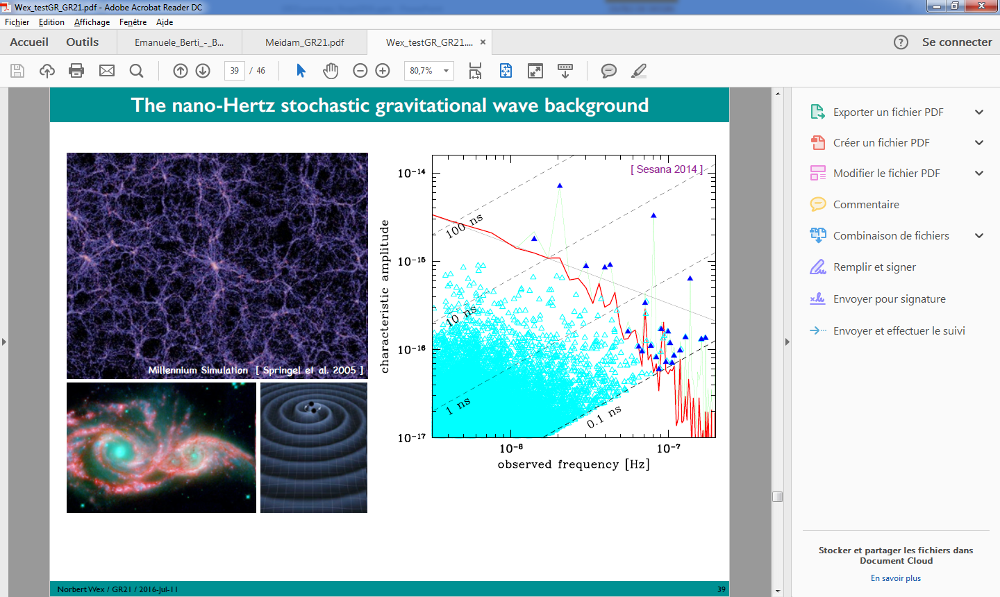 Wex_testGR_GR21.pdf - Adobe Acrobat Reader DC
Fichier Edition Affichage Fenêtre Aide
Accueil Outils Emanuele_Berti_-_B... Meidam_GR21.pdf Wex_testGR_GR21.... × Se connecter
39 / 46 80,7%
The nano-Hertz stochastic gravitational wave background
Millennium Simulation [ Springel et al. 2005 ]
[ Sesana 2014 ]
characteristic amplitude
10⁻¹⁴
10⁻¹⁵
10⁻¹⁶
10⁻¹⁷
100 ns
10 ns
1 ns
0.1 ns
10⁻⁸ 10⁻⁷
observed frequency [Hz]
Norbert Wex / GR21 / 2016-Jul-11 39
Exporter un fichier PDF
Créer un fichier PDF
Modifier le fichier PDF
Commentaire
Combinaison de fichiers
Remplir et signer
Envoyer pour signature
Envoyer et effectuer le suivi
Stocker et partager les fichiers dans
Document Cloud
En savoir plus